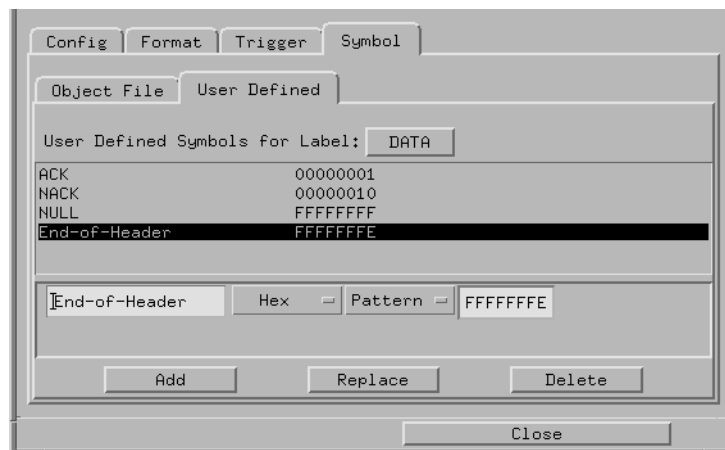 Config Format Trigger Symbol
Object File User Defined
User Defined Symbols for Label: DATA
ACK 00000001
NACK 00000010
NULL FFFFFFFF
End-of-Header FFFFFFFE
End-of-Header Hex Pattern FFFFFFFE
Add Replace Delete
Close